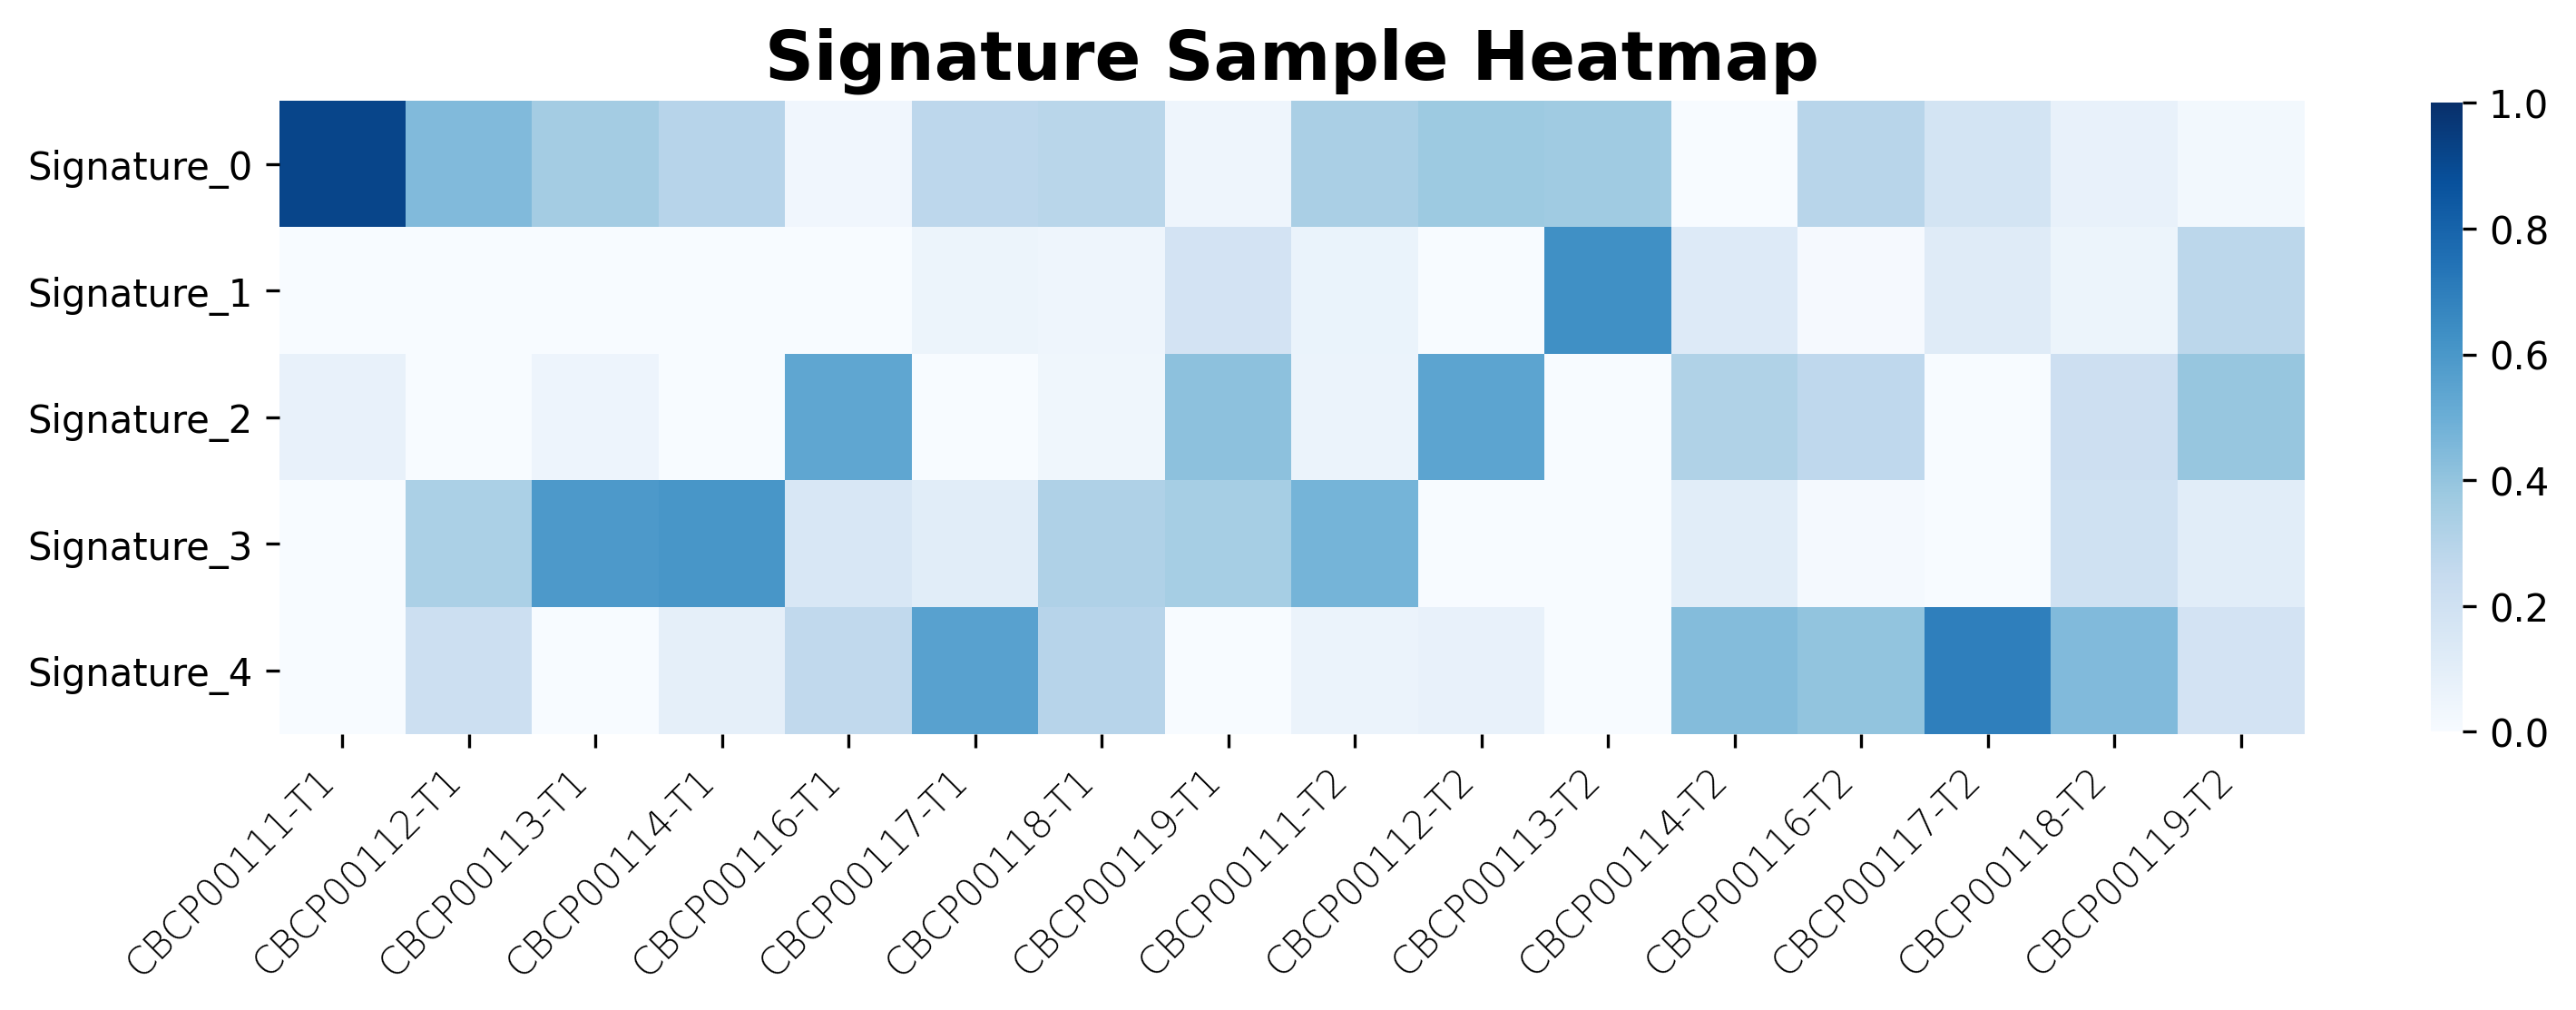 Signature Sample Heatmap
Signature_0
Signature_1
Signature_2
Signature_3
Signature_4
CBCP00111-T1
CBCP00112-T1
CBCP00113-T1
CBCP00114-T1
CBCP00116-T1
CBCP00117-T1
CBCP00118-T1
CBCP00119-T1
CBCP00111-T2
CBCP00112-T2
CBCP00113-T2
CBCP00114-T2
CBCP00116-T2
CBCP00117-T2
CBCP00118-T2
CBCP00119-T2
1.0
0.8
0.6
0.4
0.2
0.0